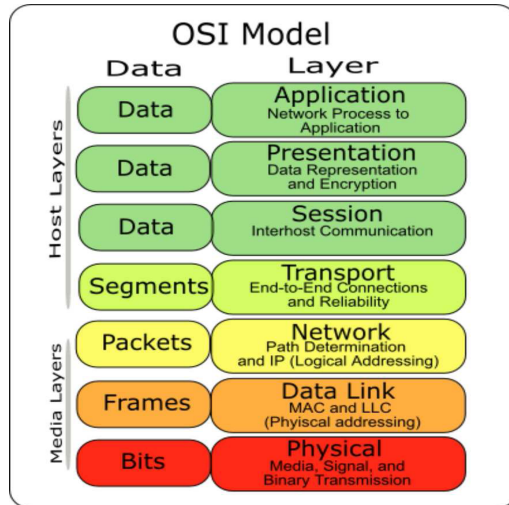 OSI Model
Data Layer
Host Layers
Data
Application
Network Process to
Application
Data
Presentation
Data Representation
and Encryption
Data
Session
Interhost Communication
Segments
Transport
End-to-End Connections
and Reliability
Media Layers
Packets
Network
Path Determination
and IP (Logical Addressing)
Frames
Data Link
MAC and LLC
(Phyiscal addressing)
Bits
Physical
Media, Signal, and
Binary Transmission